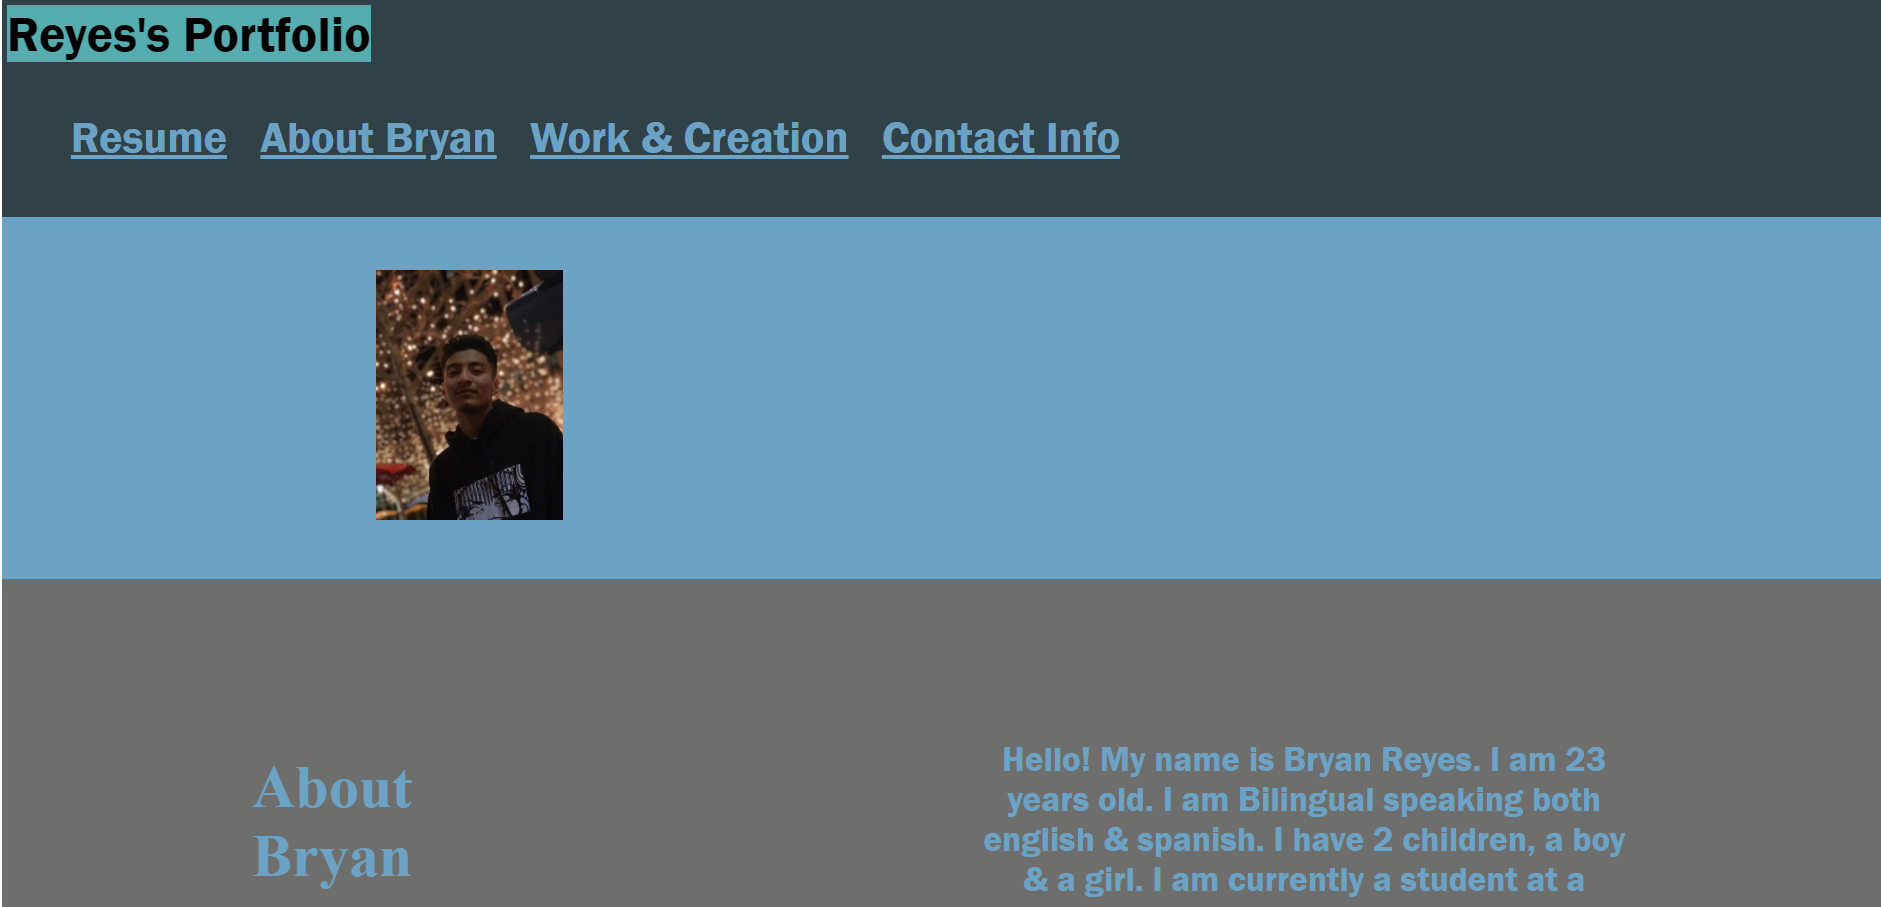 Reyes's Portfolio
Resume About Bryan Work & Creation Contact Info
About
Bryan
Hello! My name is Bryan Reyes. I am 23
years old. I am Bilingual speaking both
english & spanish. I have 2 children, a boy
& a girl. I am currently a student at a